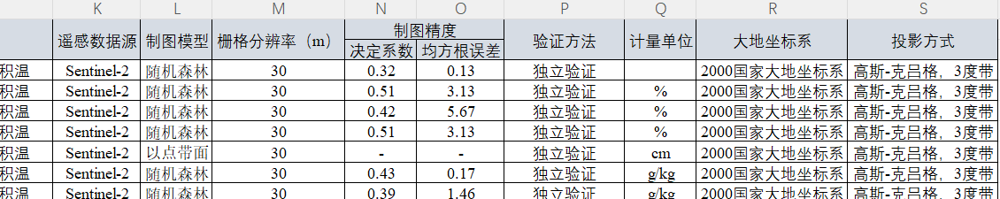 K L M N O P Q R S
遥感数据源 制图模型 栅格分辨率（m） 制图精度 验证方法 计量单位 大地坐标系 投影方式
决定系数 均方根误差
积温 Sentinel-2 随机森林 30 0.32 0.13 独立验证 2000国家大地坐标系 高斯-克吕格，3度带
积温 Sentinel-2 随机森林 30 0.51 3.13 独立验证 % 2000国家大地坐标系 高斯-克吕格，3度带
积温 Sentinel-2 随机森林 30 0.42 5.67 独立验证 % 2000国家大地坐标系 高斯-克吕格，3度带
积温 Sentinel-2 随机森林 30 0.51 3.13 独立验证 % 2000国家大地坐标系 高斯-克吕格，3度带
积温 Sentinel-2 以点带面 30 - - 独立验证 cm 2000国家大地坐标系 高斯-克吕格，3度带
积温 Sentinel-2 随机森林 30 0.43 0.17 独立验证 g/kg 2000国家大地坐标系 高斯-克吕格，3度带
积温 Sentinel-2 随机森林 30 0.39 1.46 独立验证 g/kg 2000国家大地坐标系 高斯-克吕格，3度带